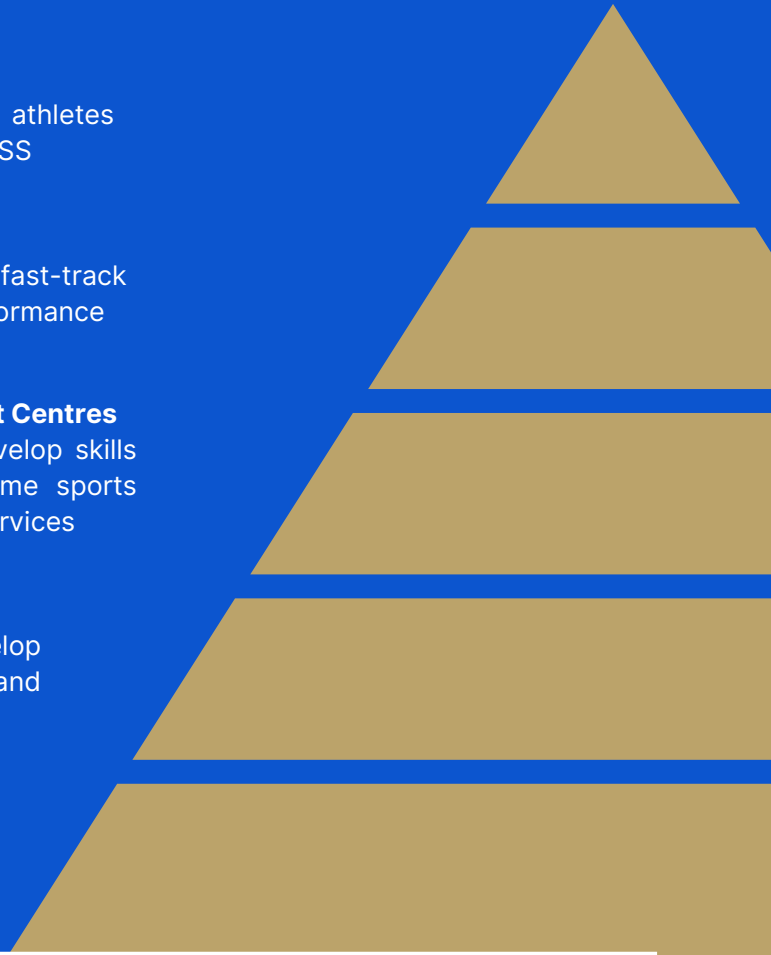 athletes
SS
fast-track
ormance
t Centres
velop skills
me sports
rvices
elop
and